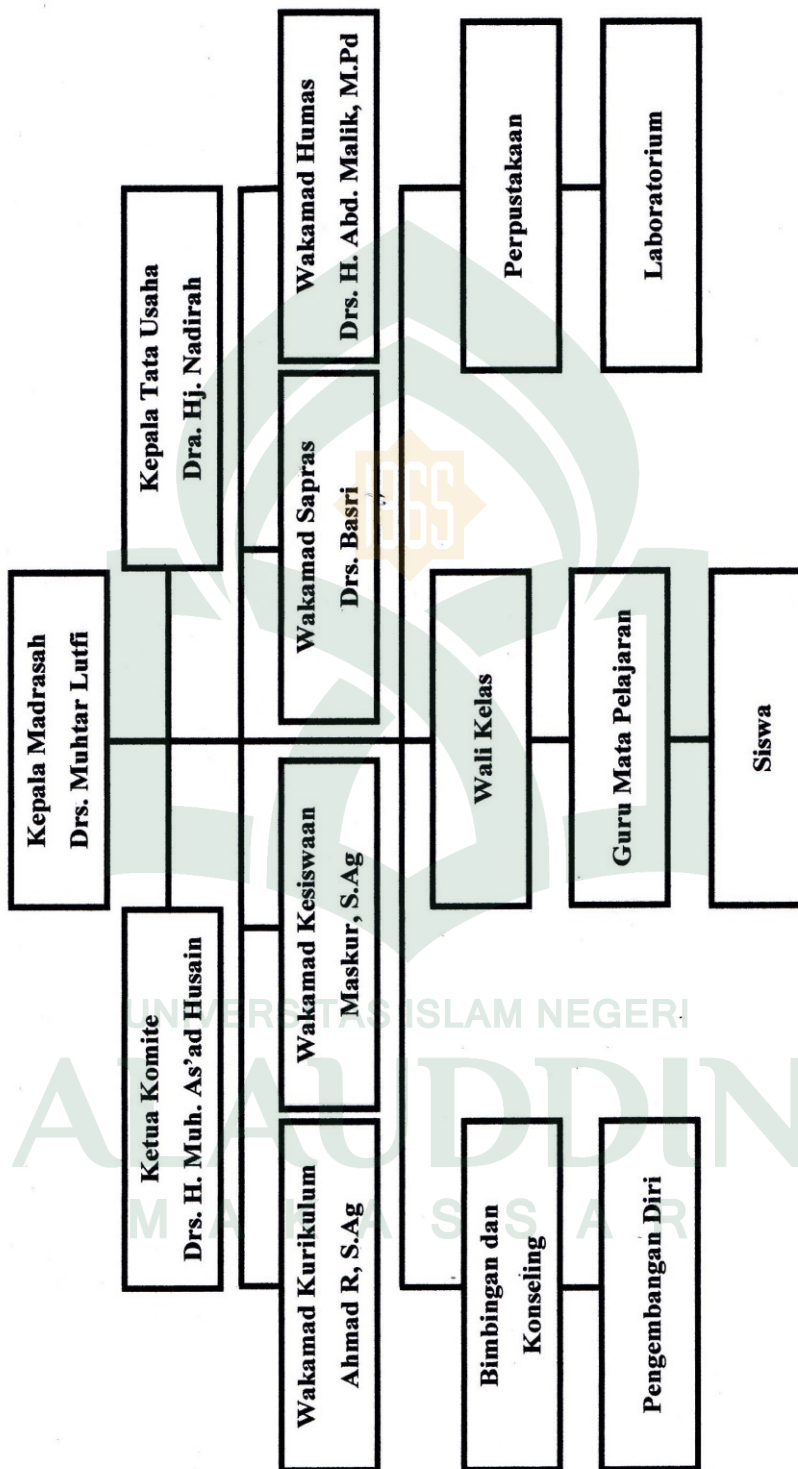 Kepala Madrasah
Drs. Muhtar Lutfi
Ketua Komite
Drs. H. Muh. As’ad Husain
Kepala Tata Usaha
Dra. Hj. Nadirah
Wakamad Kurikulum
Ahmad R, S.Ag
Wakamad Kesiswaan
Maskur, S.Ag
Wakamad Sapras
Drs. Basri
Wakamad Humas
Drs. H. Abd. Malik, M.Pd
Bimbingan dan
Konseling
Wali Kelas
Perpustakaan
Pengembangan Diri
Guru Mata Pelajaran
Laboratorium
Siswa
1965
UNIVERSITAS ISLAM NEGERI
ALAUDDIN
MAKASSAR